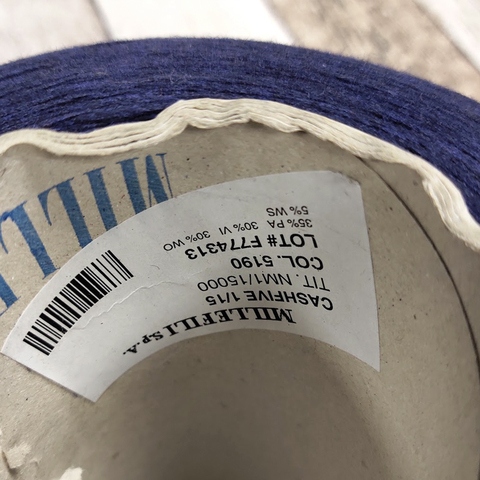 MILLEFILI S.p.A.
CASHFIVE 1/15
TIT. NM1/15000
COL. 5190
LOT# F774313
35% PA 30% VI 30% WO
5% WS
MILL